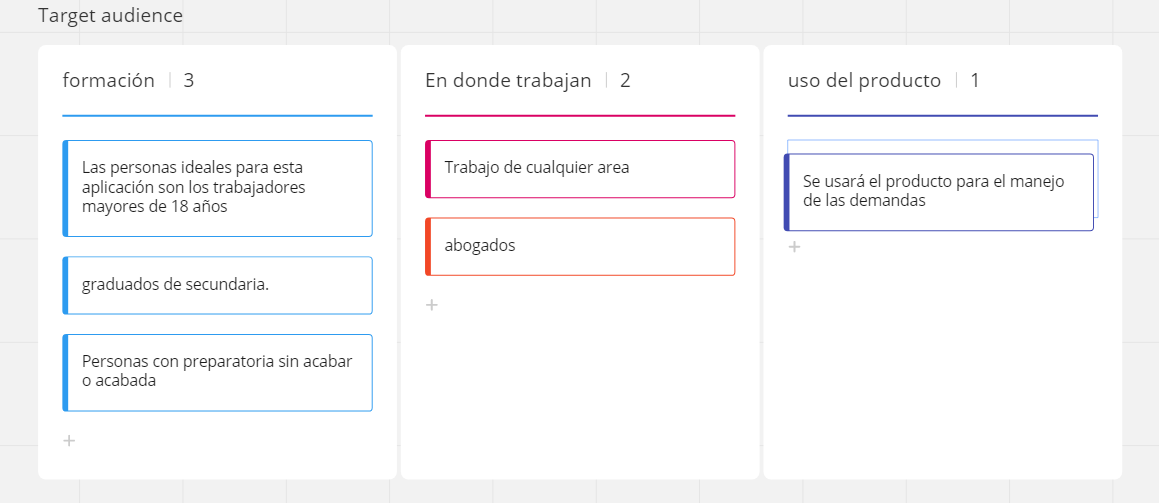 Target audience
formación | 3
Las personas ideales para esta
aplicación son los trabajadores
mayores de 18 años
graduados de secundaria.
Personas con preparatoria sin acabar
o acabada
+
En donde trabajan | 2
Trabajo de cualquier area
abogados
+
uso del producto | 1
Se usará el producto para el manejo
de las demandas
+